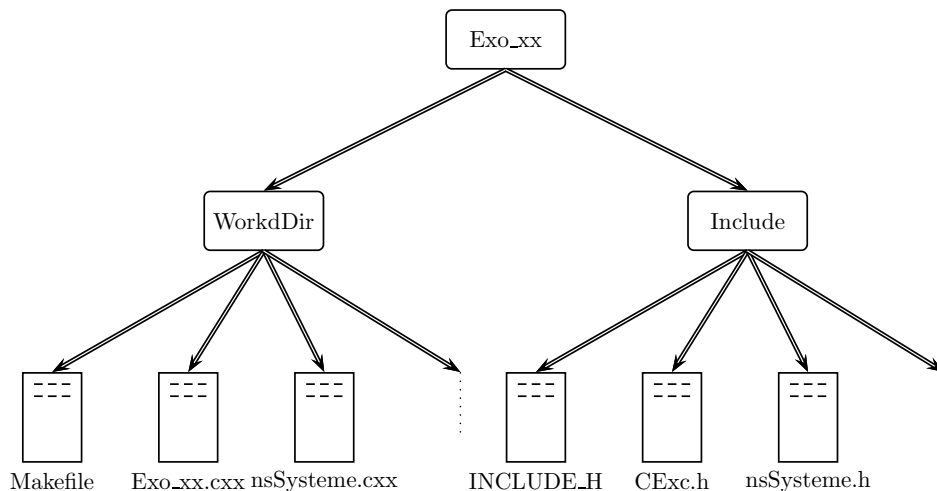 Exo_xx
WorkdDir Include
Makefile Exo_xx.cxx nsSysteme.cxx INCLUDE_H CExc.h nsSysteme.h